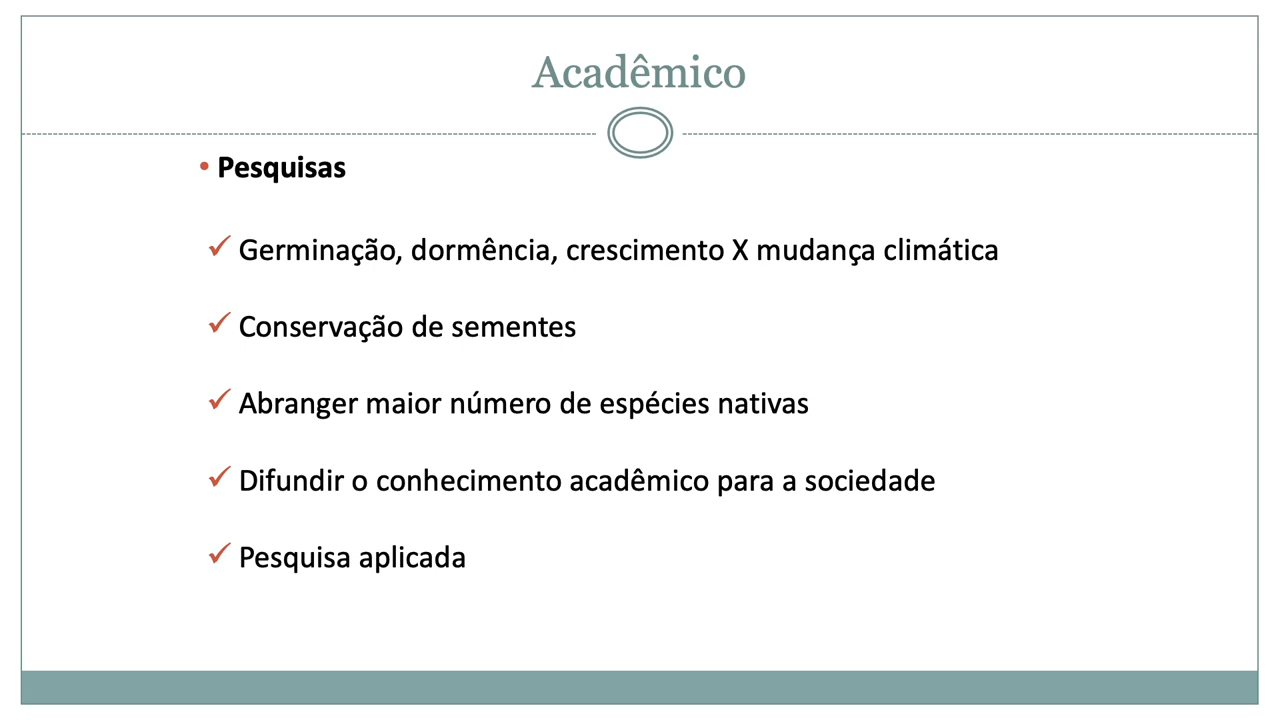 Acadêmico
• Pesquisas
✓ Germinação, dormência, crescimento X mudança climática
✓ Conservação de sementes
✓ Abranger maior número de espécies nativas
✓ Difundir o conhecimento acadêmico para a sociedade
✓ Pesquisa aplicada